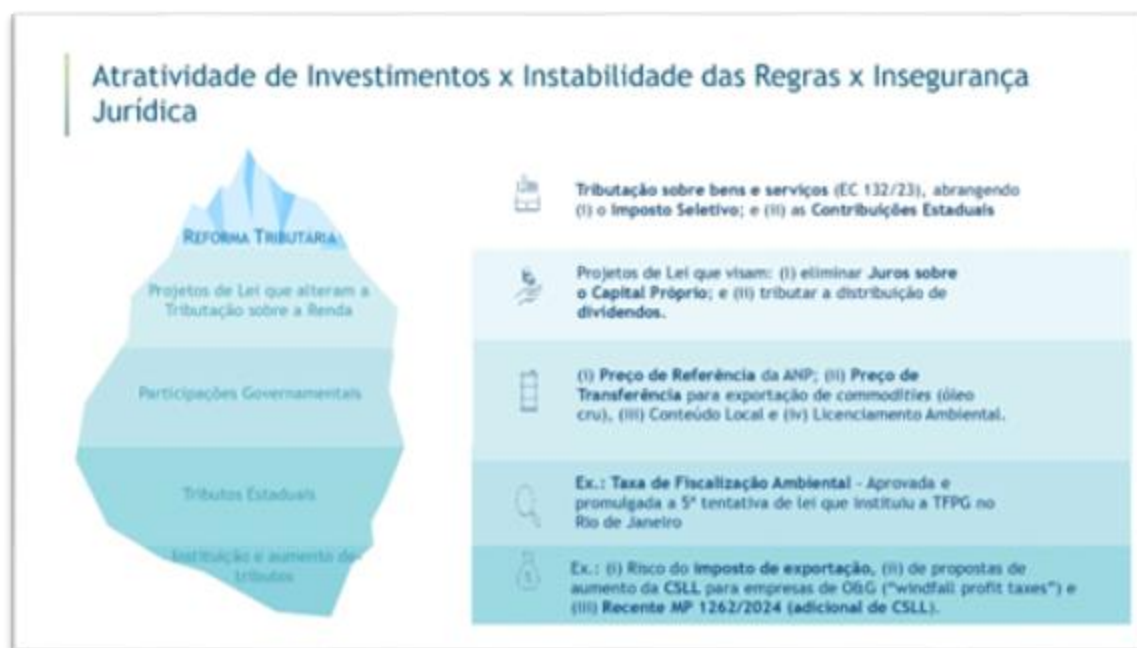 Atratividade de Investimentos x Instabilidade das Regras x Insegurança
Jurídica
REFORMA TRIBUTÁRIA
Projetos de Lei que alteram a
Tributação sobre a Renda
Participações Governamentais
Tributos Estaduais
Instituição e aumento de
tributos
Tributação sobre bens e serviços (EC 132/23), abrangendo
(i) o Imposto Seletivo; e (ii) as Contribuições Estaduais
Projetos de Lei que visam: (i) eliminar Juros sobre
o Capital Próprio; e (ii) tributar a distribuição de
dividendos.
(i) Preço de Referência da ANP; (ii) Preço de
Transferência para exportação de commodities (óleo
cru), (iii) Conteúdo Local e (iv) Licenciamento Ambiental.
Ex.: Taxa de Fiscalização Ambiental - Aprovada e
promulgada a 5ª tentativa de lei que instituiu a TFPG no
Rio de Janeiro
Ex.: (i) Risco do imposto de exportação, (ii) de propostas de
aumento da CSLL para empresas de O&G ("windfall profit taxes") e
(iii) Recente MP 1262/2024 (adicional de CSLL).